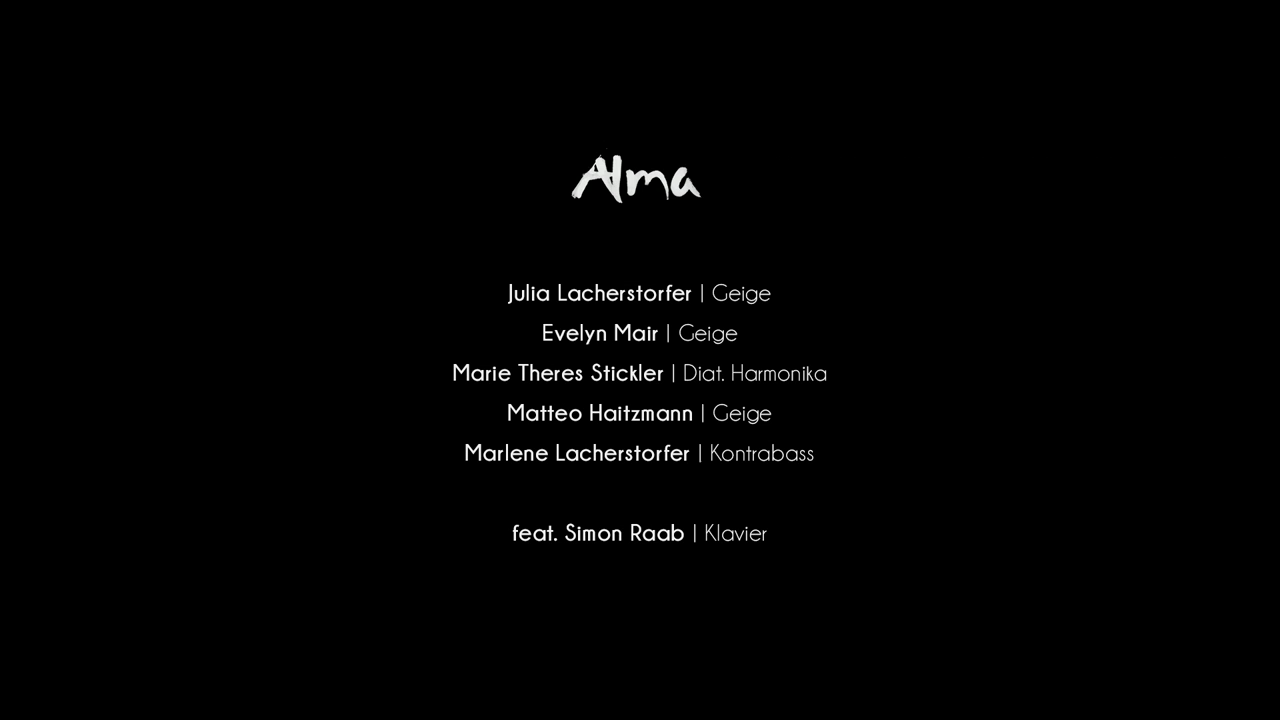 Alma
Julia Lacherstorfer | Geige
Evelyn Mair | Geige
Marie Theres Stickler | Diat. Harmonika
Matteo Haitzmann | Geige
Marlene Lacherstorfer | Kontrabass
feat. Simon Raab | Klavier